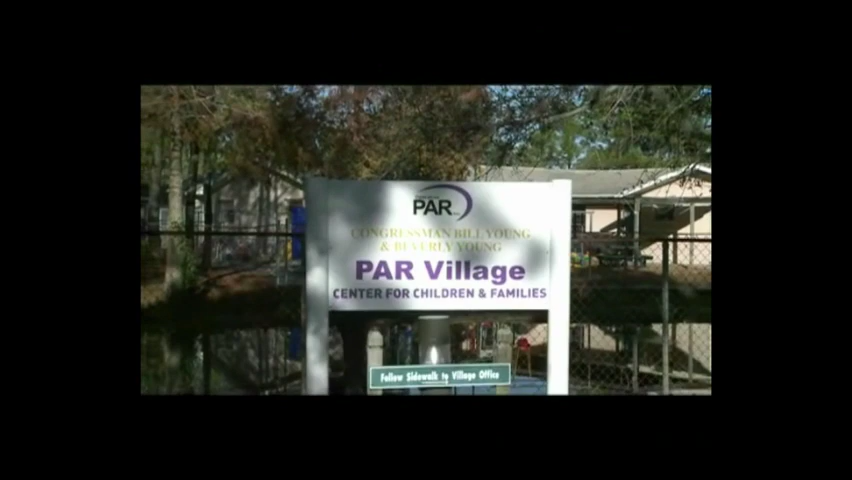 PAR
CONGRESSMAN BILL YOUNG
& BEVERLY YOUNG
PAR Village
CENTER FOR CHILDREN & FAMILIES
Follow Sidewalk to Village Office